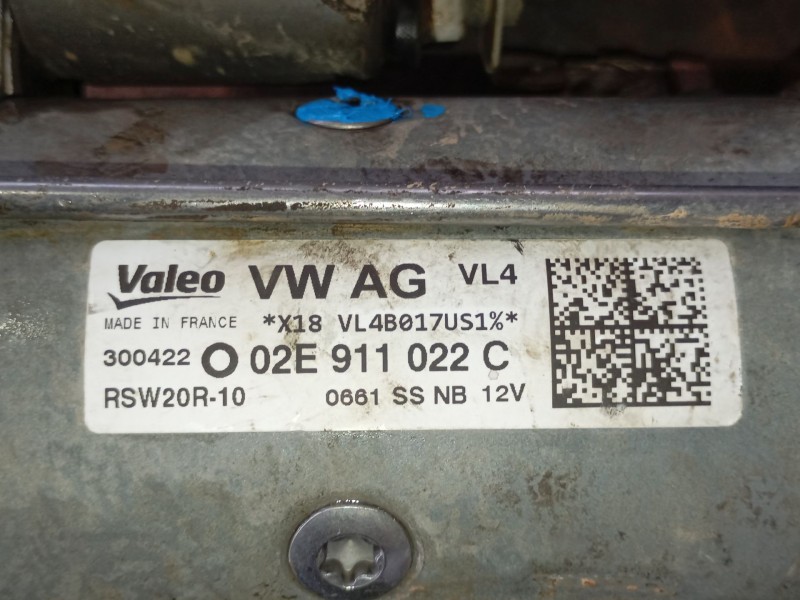 Valeo VW AG VL4
MADE IN FRANCE *X18 VL4B017US1%*
300422 O 02E 911 022 C
RSW20R-10 0661 SS NB 12V